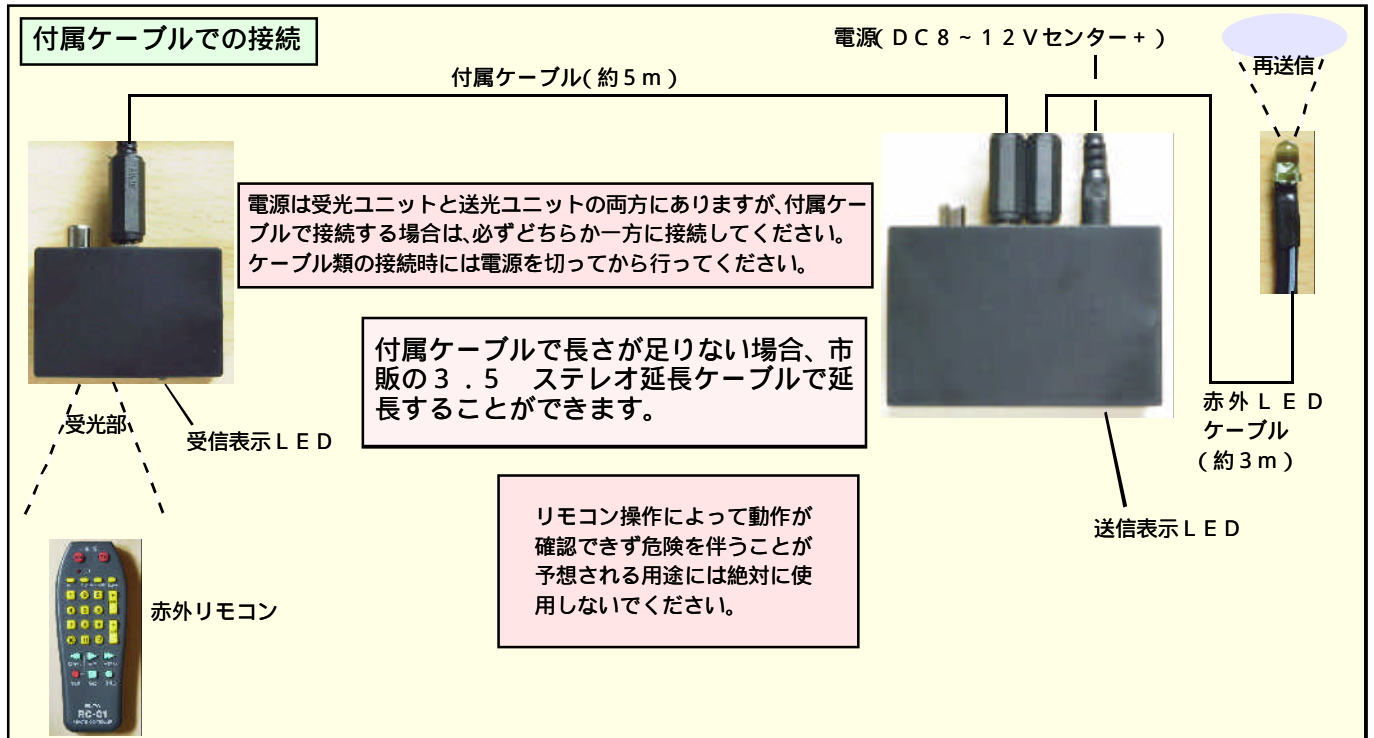 付属ケーブルでの接続
電源(DC8~12Vセンター+)
再送信
付属ケーブル(約5m)
電源は受光ユニットと送光ユニットの両方にありますが、付属ケー
ブルで接続する場合は、必ずどちらか一方に接続してください。
ケーブル類の接続時には電源を切ってから行ってください。
付属ケーブルで長さが足りない場合、市
販の3.5 ステレオ延長ケーブルで延
長することができます。
受光部
受信表示LED
赤外LED
ケーブル
(約3m)
リモコン操作によって動作が
確認できず危険を伴うことが
予想される用途には絶対に使
用しないでください。
送信表示LED
赤外リモコン
RC-01